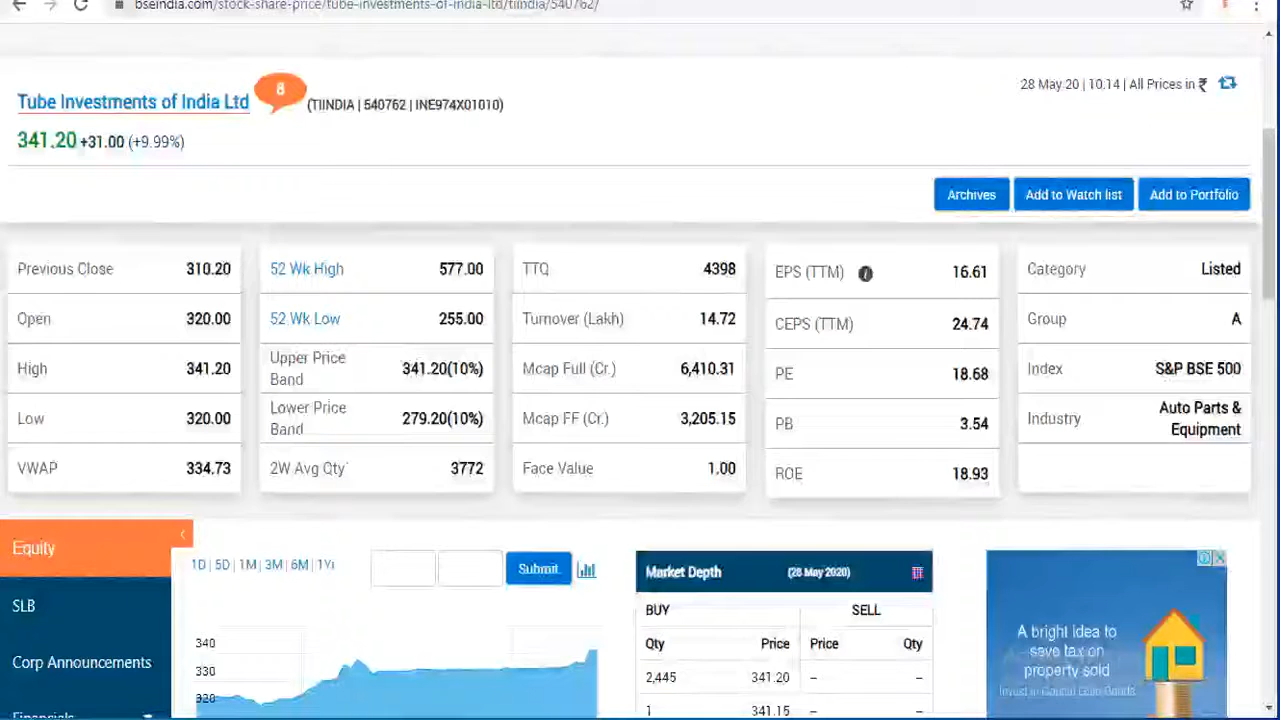 bseindia.com/stock-share-price/tube-investments-of-india-ltd/tiindia/540762/
28 May 20 | 10:14 | All Prices in ₹
Tube Investments of India Ltd
8
(TIINDIA | 540762 | INE974X01010)
341.20 +31.00 (+9.99%)
Archives
Add to Watch list
Add to Portfolio
Previous Close 310.20
Open 320.00
High 341.20
Low 320.00
VWAP 334.73
52 Wk High 577.00
52 Wk Low 255.00
Upper Price
Band 341.20(10%)
Lower Price
Band 279.20(10%)
2W Avg Qty 3772
TTQ 4398
Turnover (Lakh) 14.72
Mcap Full (Cr.) 6,410.31
Mcap FF (Cr.) 3,205.15
Face Value 1.00
EPS (TTM) 16.61
CEPS (TTM) 24.74
PE 18.68
PB 3.54
ROE 18.93
Category Listed
Group A
Index S&P BSE 500
Industry Auto Parts &
Equipment
Equity
SLB
Corp Announcements
Financials
1D | 5D | 1M | 3M | 6M |
Submit
340
330
320
Market Depth (28 May 2020)
BUY SELL
Qty Price Price Qty
2,445 341.20 – –
1 341.15 – –
A bright idea to
save tax on
property sold
Invest in Capital Gain Bonds